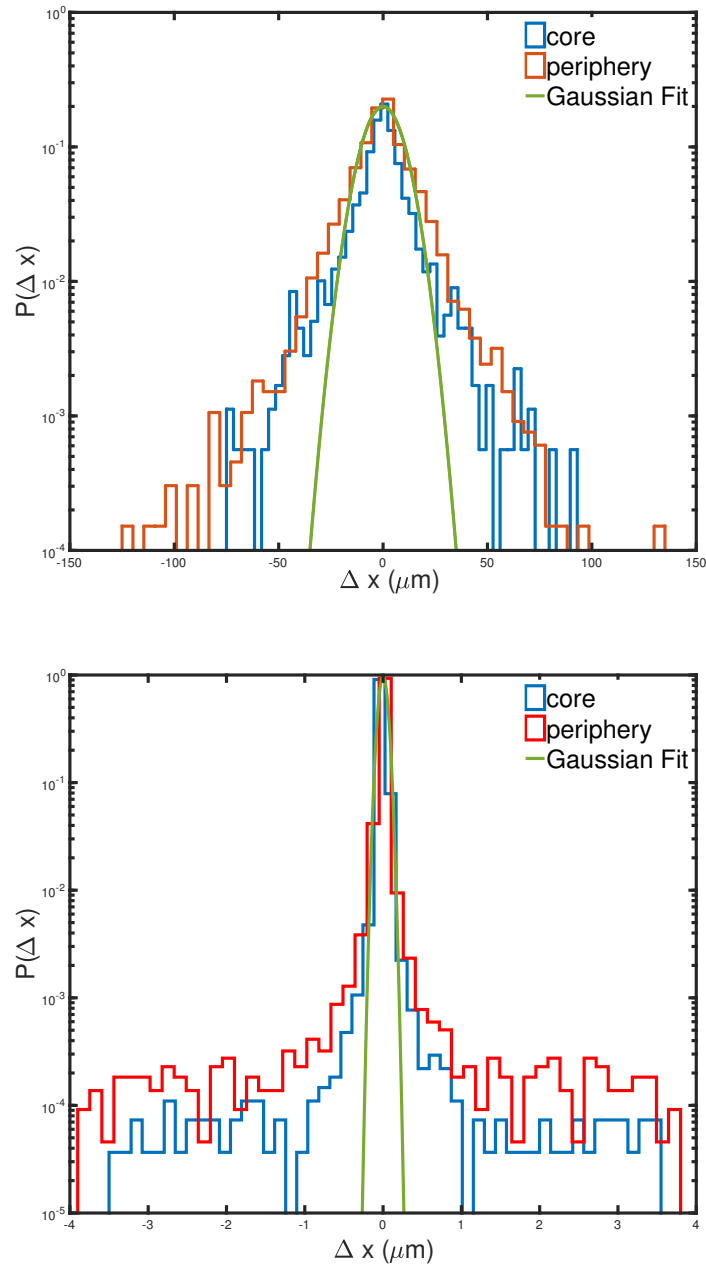 10^0
core
periphery
Gaussian Fit
10^-1
10^-2
10^-3
10^-4
P(Δ x)
-150 -100 -50 0 50 100 150
Δ x (μm)
10^0
core
periphery
Gaussian Fit
10^-1
10^-2
10^-3
10^-4
10^-5
P(Δ x)
-4 -3 -2 -1 0 1 2 3 4
Δ x (μm)